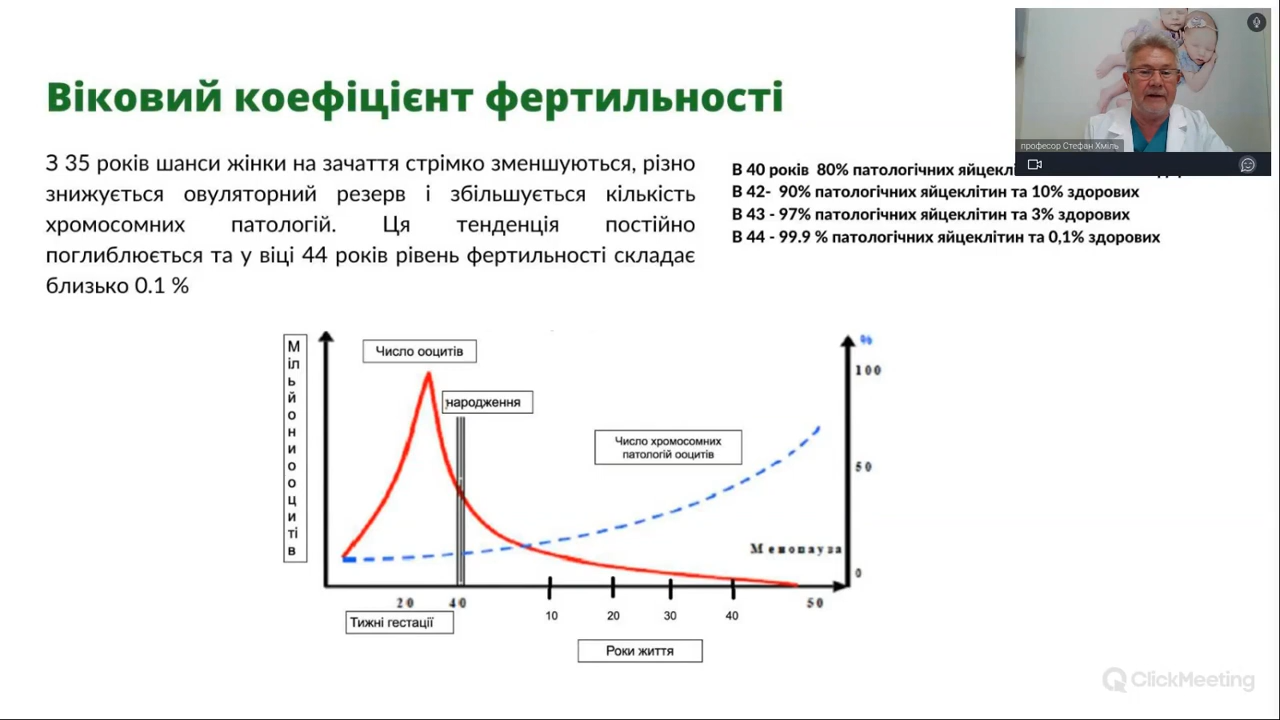 Віковий коефіцієнт фертильності
З 35 років шанси жінки на зачаття стрімко зменшуються, різно
знижується овуляторний резерв і збільшується кількість
хромосомних патологій. Ця тенденція постійно
поглиблюється та у віці 44 років рівень фертильності складає
близько 0.1 %
професор Стефан Хміль
В 40 років 80% патологічних
В 42- 90% патологічних яйцеклітин та 10% здорових
В 43 - 97% патологічних яйцеклітин та 3% здорових
В 44 - 99.9 % патологічних яйцеклітин та 0,1% здорових
Мільйони ооцитів
Число ооцитів
народження
Число хромосомних
патологій ооцитів
%
100
50
0
Менопауза
20 40
10 20 30 40 50
Тижні гестації
Роки життя
ClickMeeting